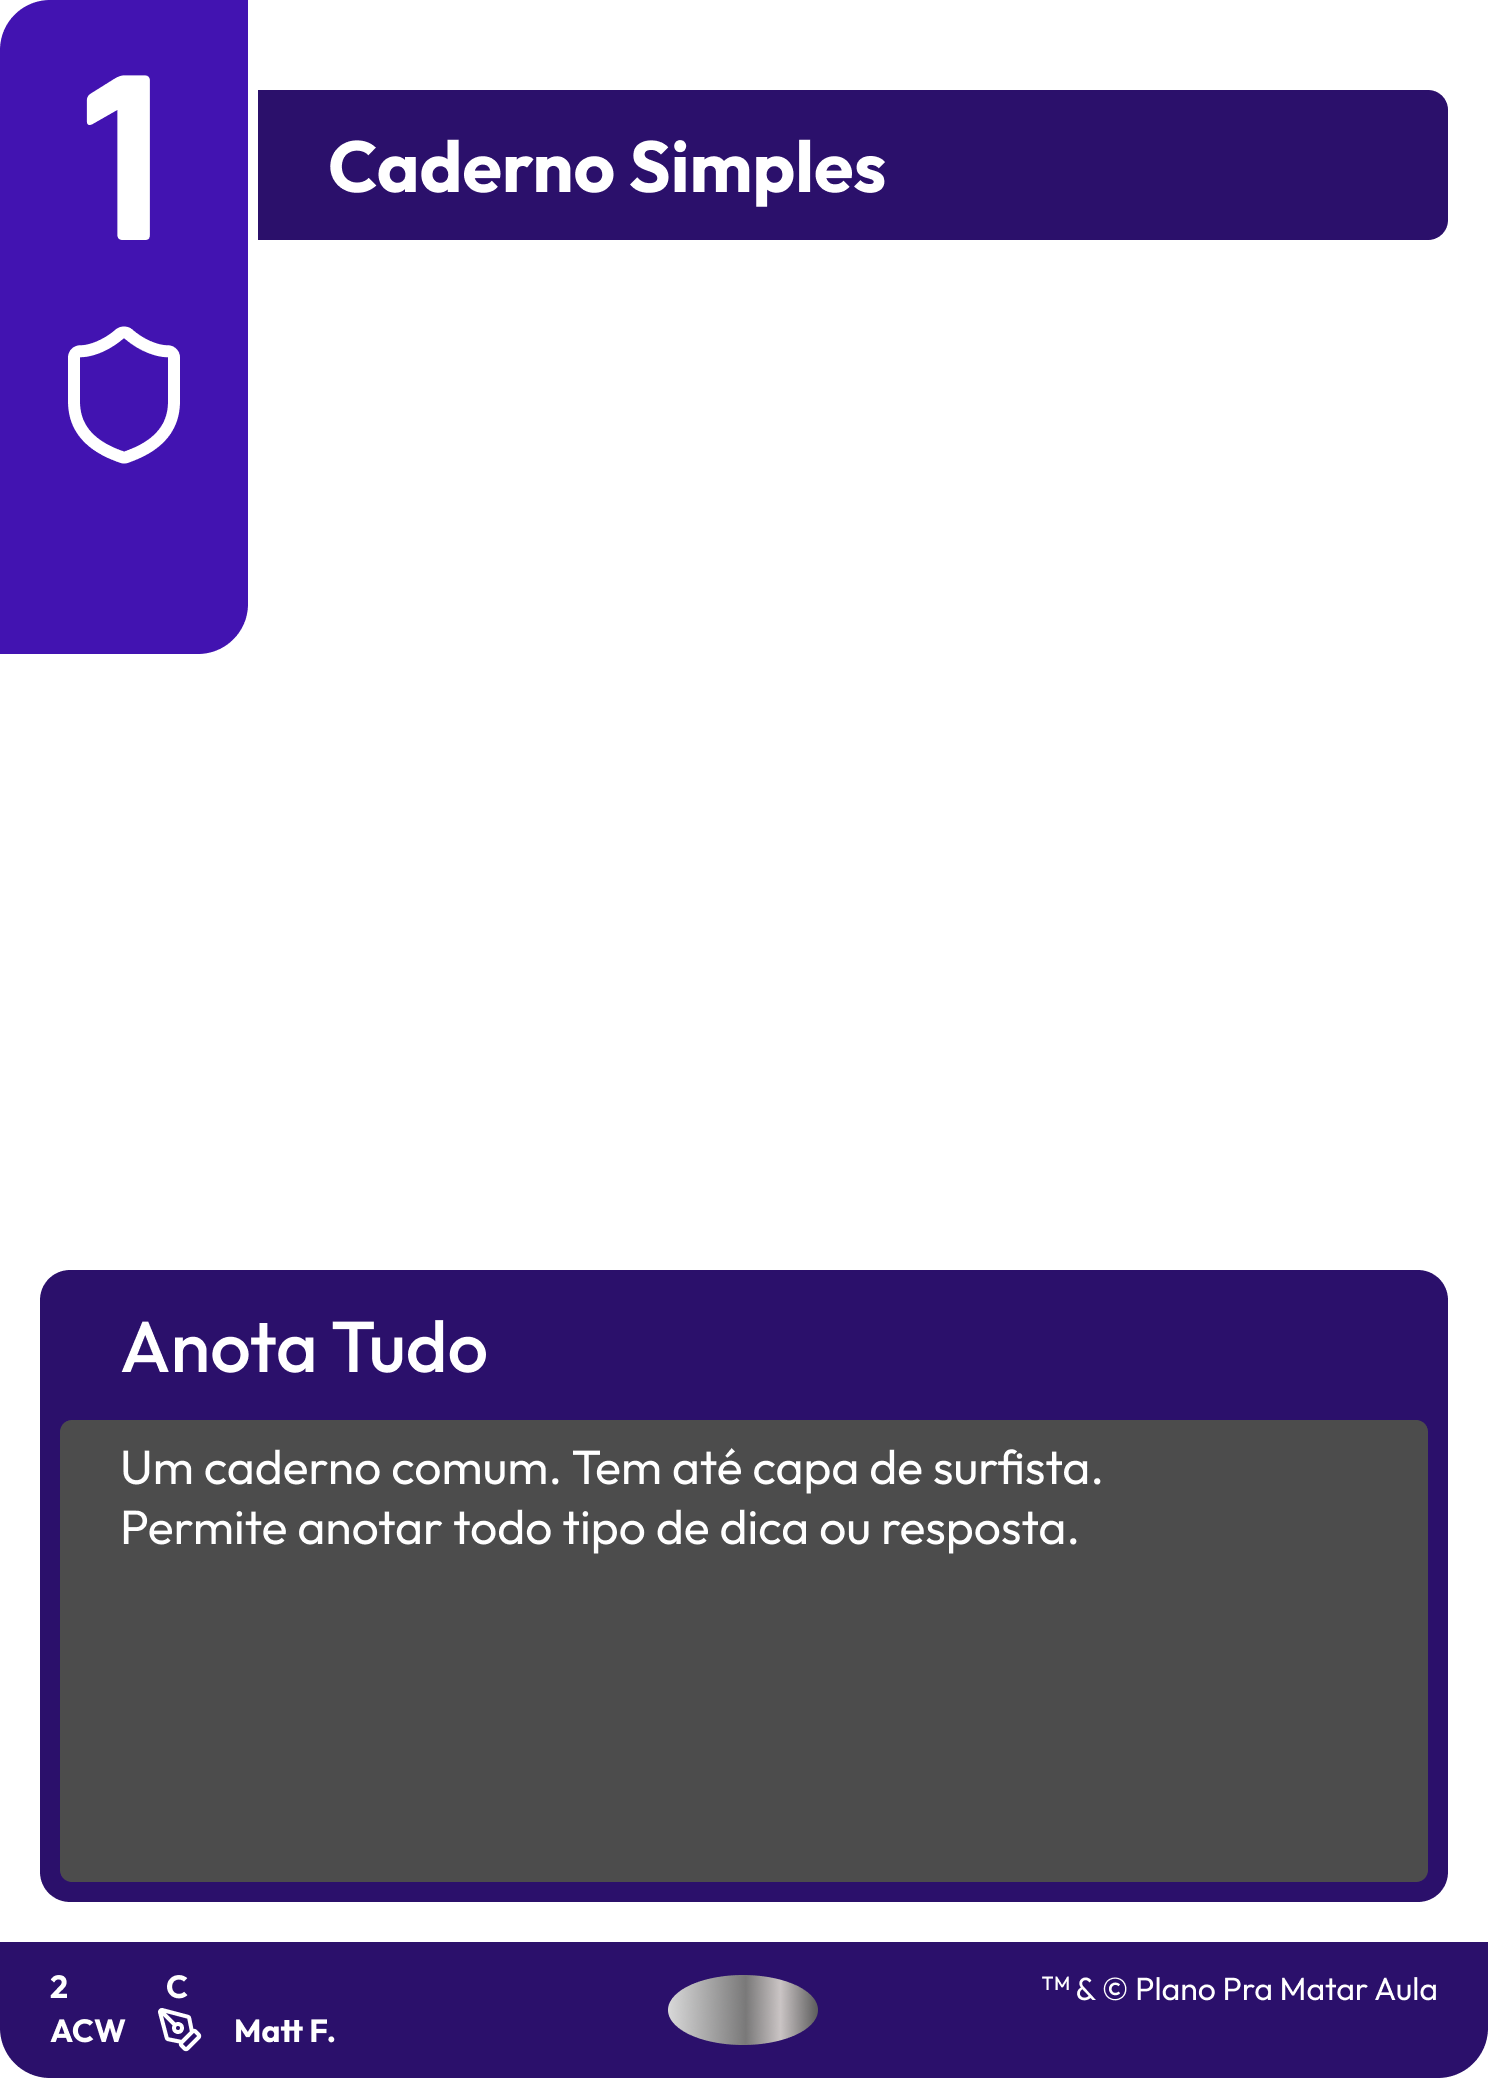 1
Caderno Simples
Anota Tudo
Um caderno comum. Tem até capa de surfista.
Permite anotar todo tipo de dica ou resposta.
2 C
ACW Matt F.
™ & © Plano Pra Matar Aula